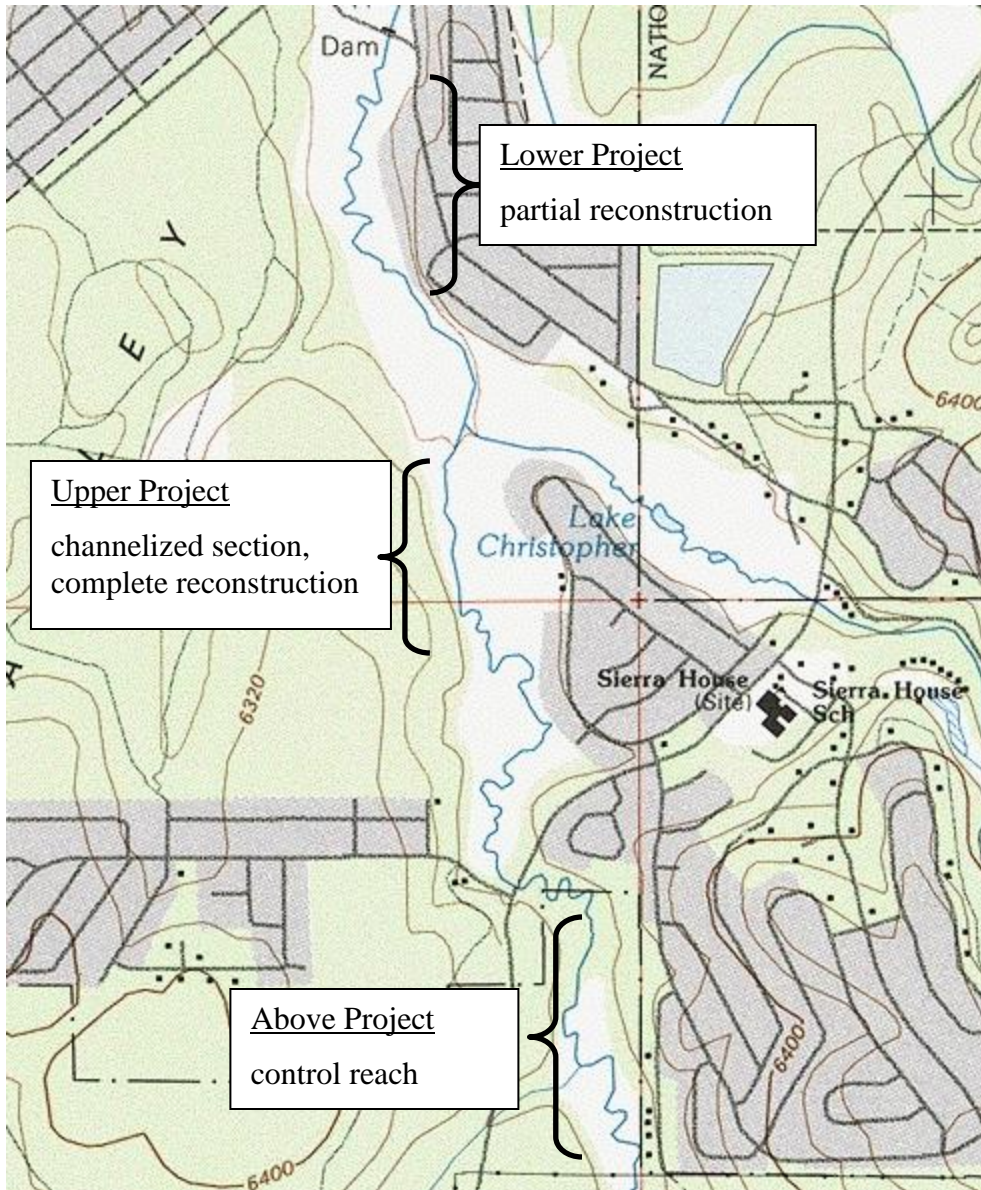 Dam
NATIO
Lower Project
partial reconstruction
Y
E
L
6400
Upper Project
channelized section,
complete reconstruction
Lake
Christopher
A
6320
Sierra House
(Site)
Sierra House
Sch
Above Project
control reach
6400
6400